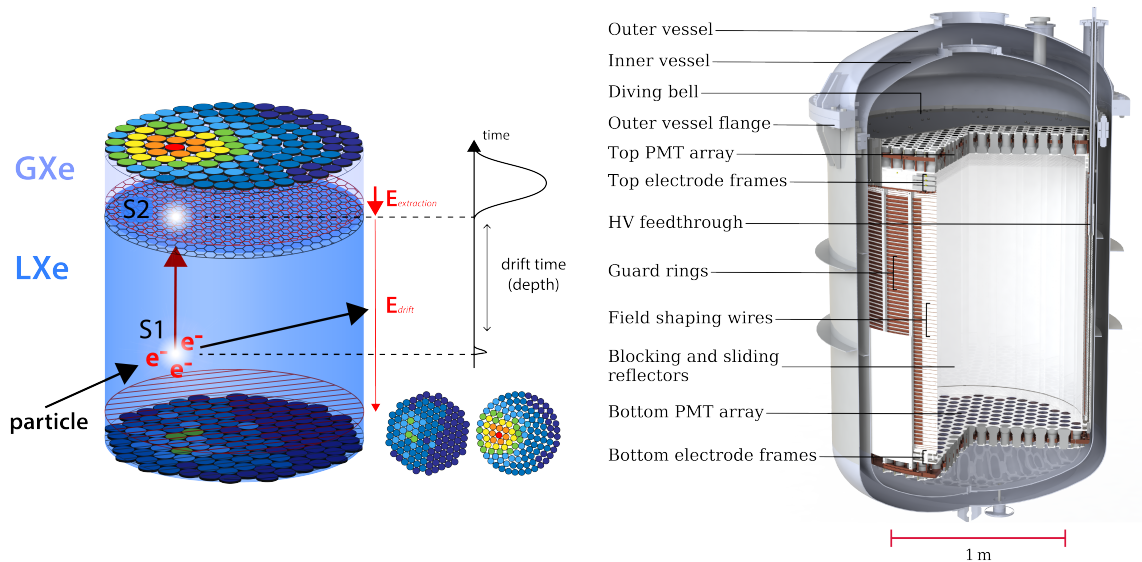 GXe
LXe
S2
S1
e⁻
e⁻
e⁻
particle
E extraction
E drift
time
drift time
(depth)
Outer vessel
Inner vessel
Diving bell
Outer vessel flange
Top PMT array
Top electrode frames
HV feedthrough
Guard rings
Field shaping wires
Blocking and sliding
reflectors
Bottom PMT array
Bottom electrode frames
1 m